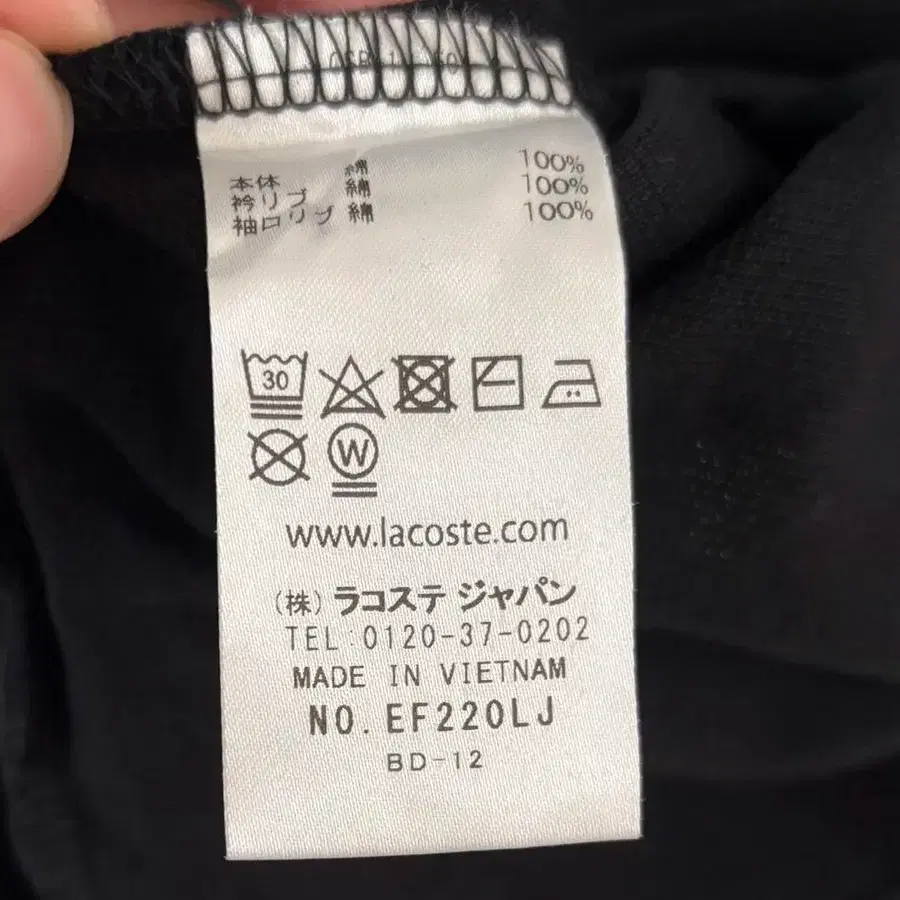 本体 綿 100%
衿リブ 綿 100%
袖口リブ 綿 100%
30
W
www.lacoste.com
(株) ラコステ ジャパン
TEL:0120-37-0202
MADE IN VIETNAM
NO. EF220LJ
BD-12